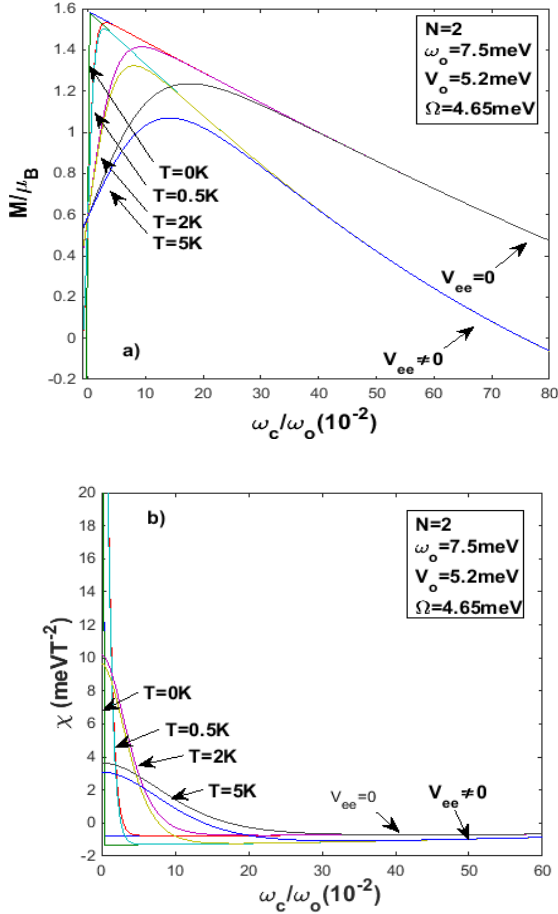 1.6
1.4
1.2
1
0.8
0.6
0.4
0.2
0
-0.2
M/μB
N=2
ωo=7.5meV
Vo=5.2meV
Ω=4.65meV
T=0K
T=0.5K
T=2K
T=5K
Vee=0
Vee≠0
a)
0 10 20 30 40 50 60 70 80
ωc/ωo(10-2)
20
18
16
14
12
10
8
6
4
2
0
-2
χ (meVT-2)
b)
N=2
ωo=7.5meV
Vo=5.2meV
Ω=4.65meV
T=0K
T=0.5K
T=2K
T=5K
Vee=0
Vee≠0
0 10 20 30 40 50 60
ωc/ωo(10-2)